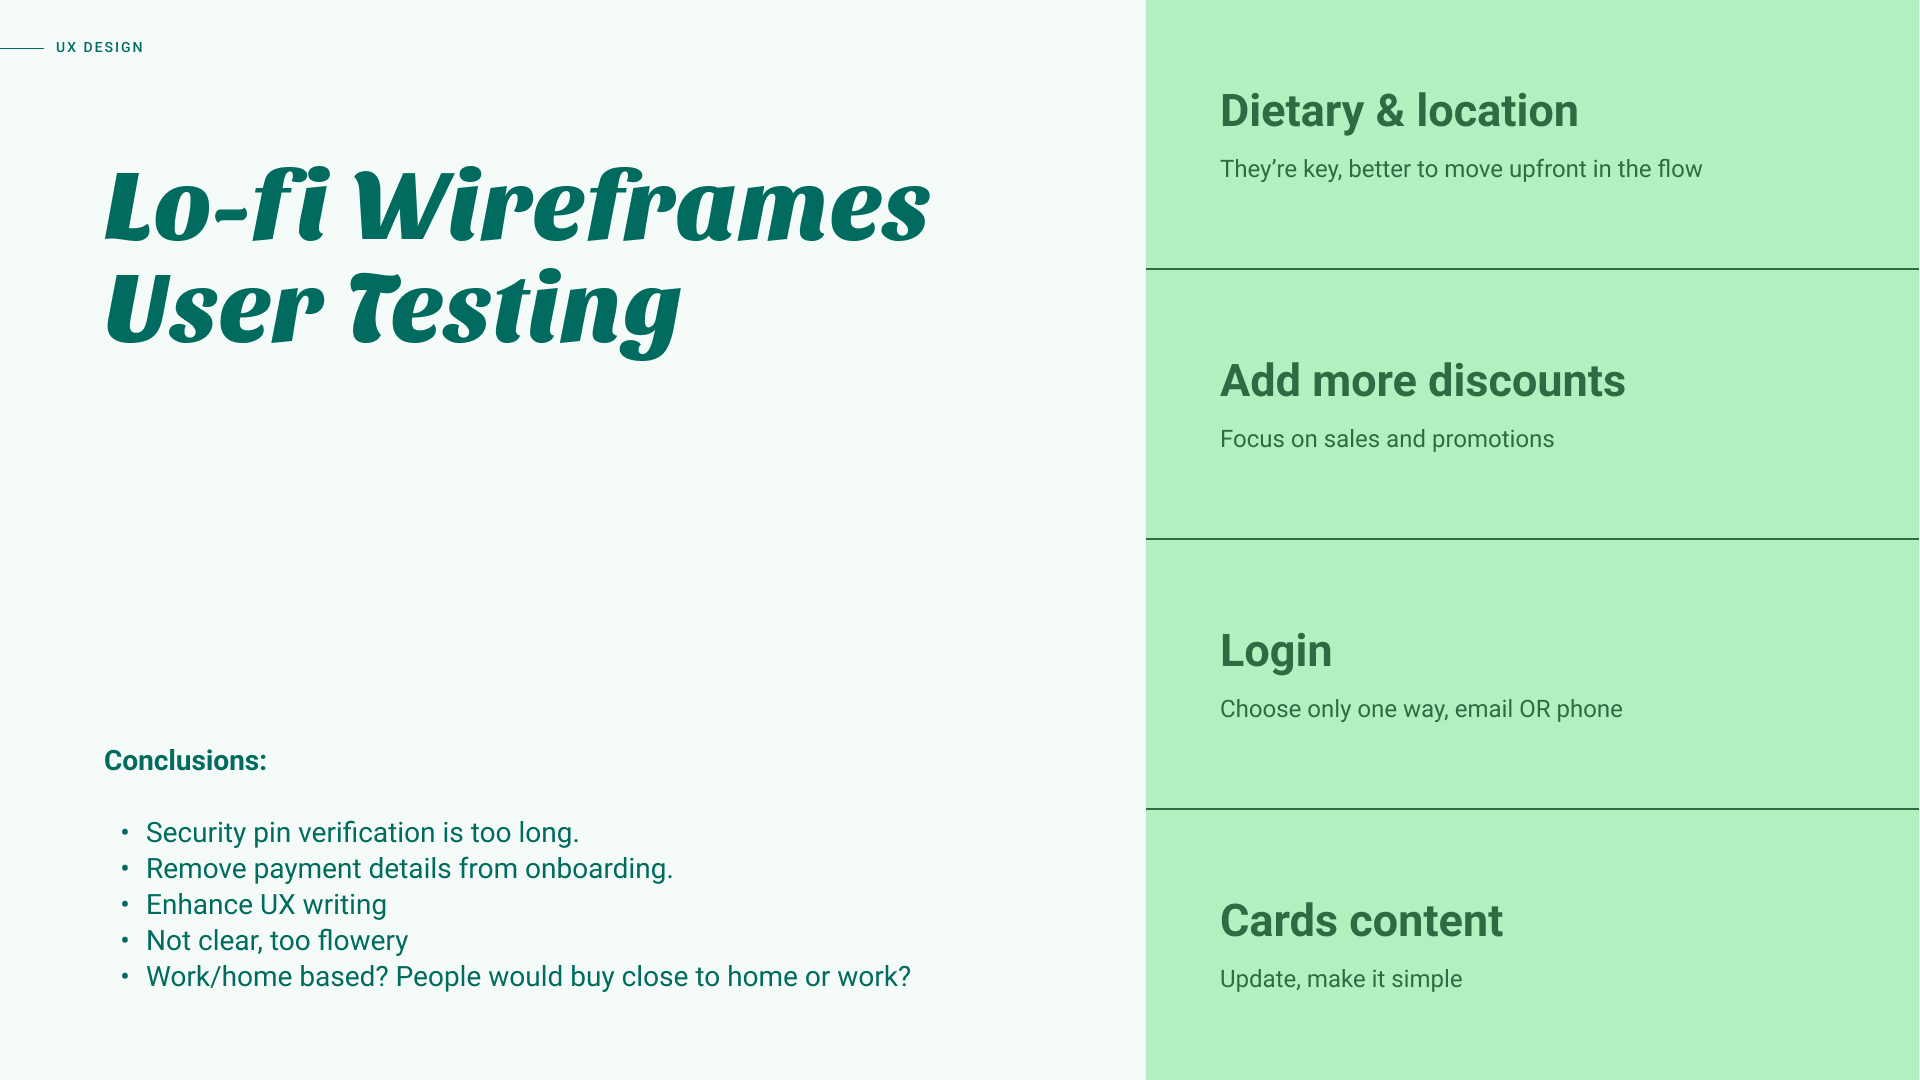 UX DESIGN
Lo-fi Wireframes
User Testing
Conclusions:
• Security pin verification is too long.
• Remove payment details from onboarding.
• Enhance UX writing
• Not clear, too flowery
• Work/home based? People would buy close to home or work?
Dietary & location
They’re key, better to move upfront in the flow
Add more discounts
Focus on sales and promotions
Login
Choose only one way, email OR phone
Cards content
Update, make it simple